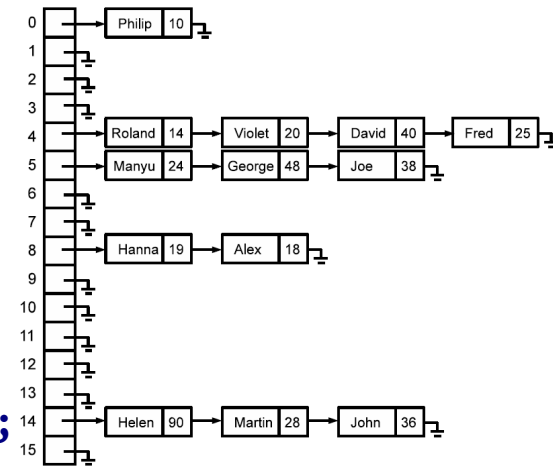 0 Philip 10
1
2
3
4 Roland 14 Violet 20 David 40 Fred 25
5 Manyu 24 George 48 Joe 38
6
7
8 Hanna 19 Alex 18
9
10
11
12
13
14 Helen 90 Martin 28 John 36
;
15